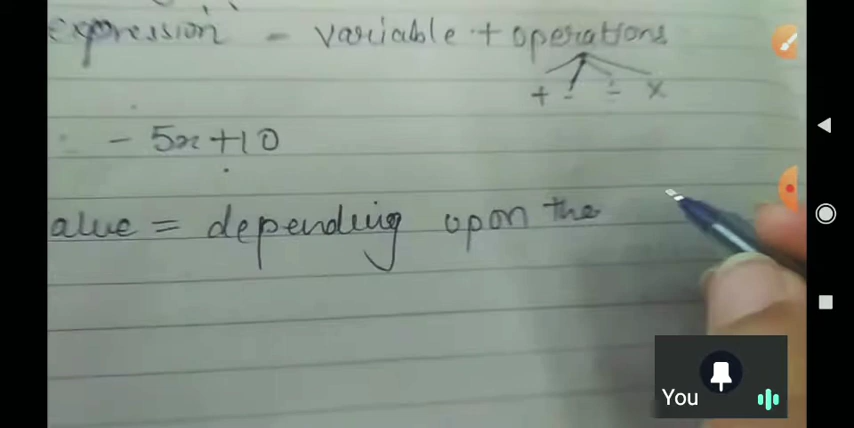 expression - variable + operations
+ - ÷ x
- 5x+10
alue = depending upon the
You